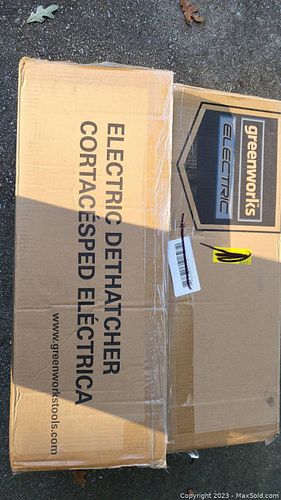 ELECTRIC DETHATCHER
CORTACÉSPED ELÉCTRICA
www.greenworkstools.com
greenworks
ELECTRIC
Copyright © 2023 - MaxSold.com